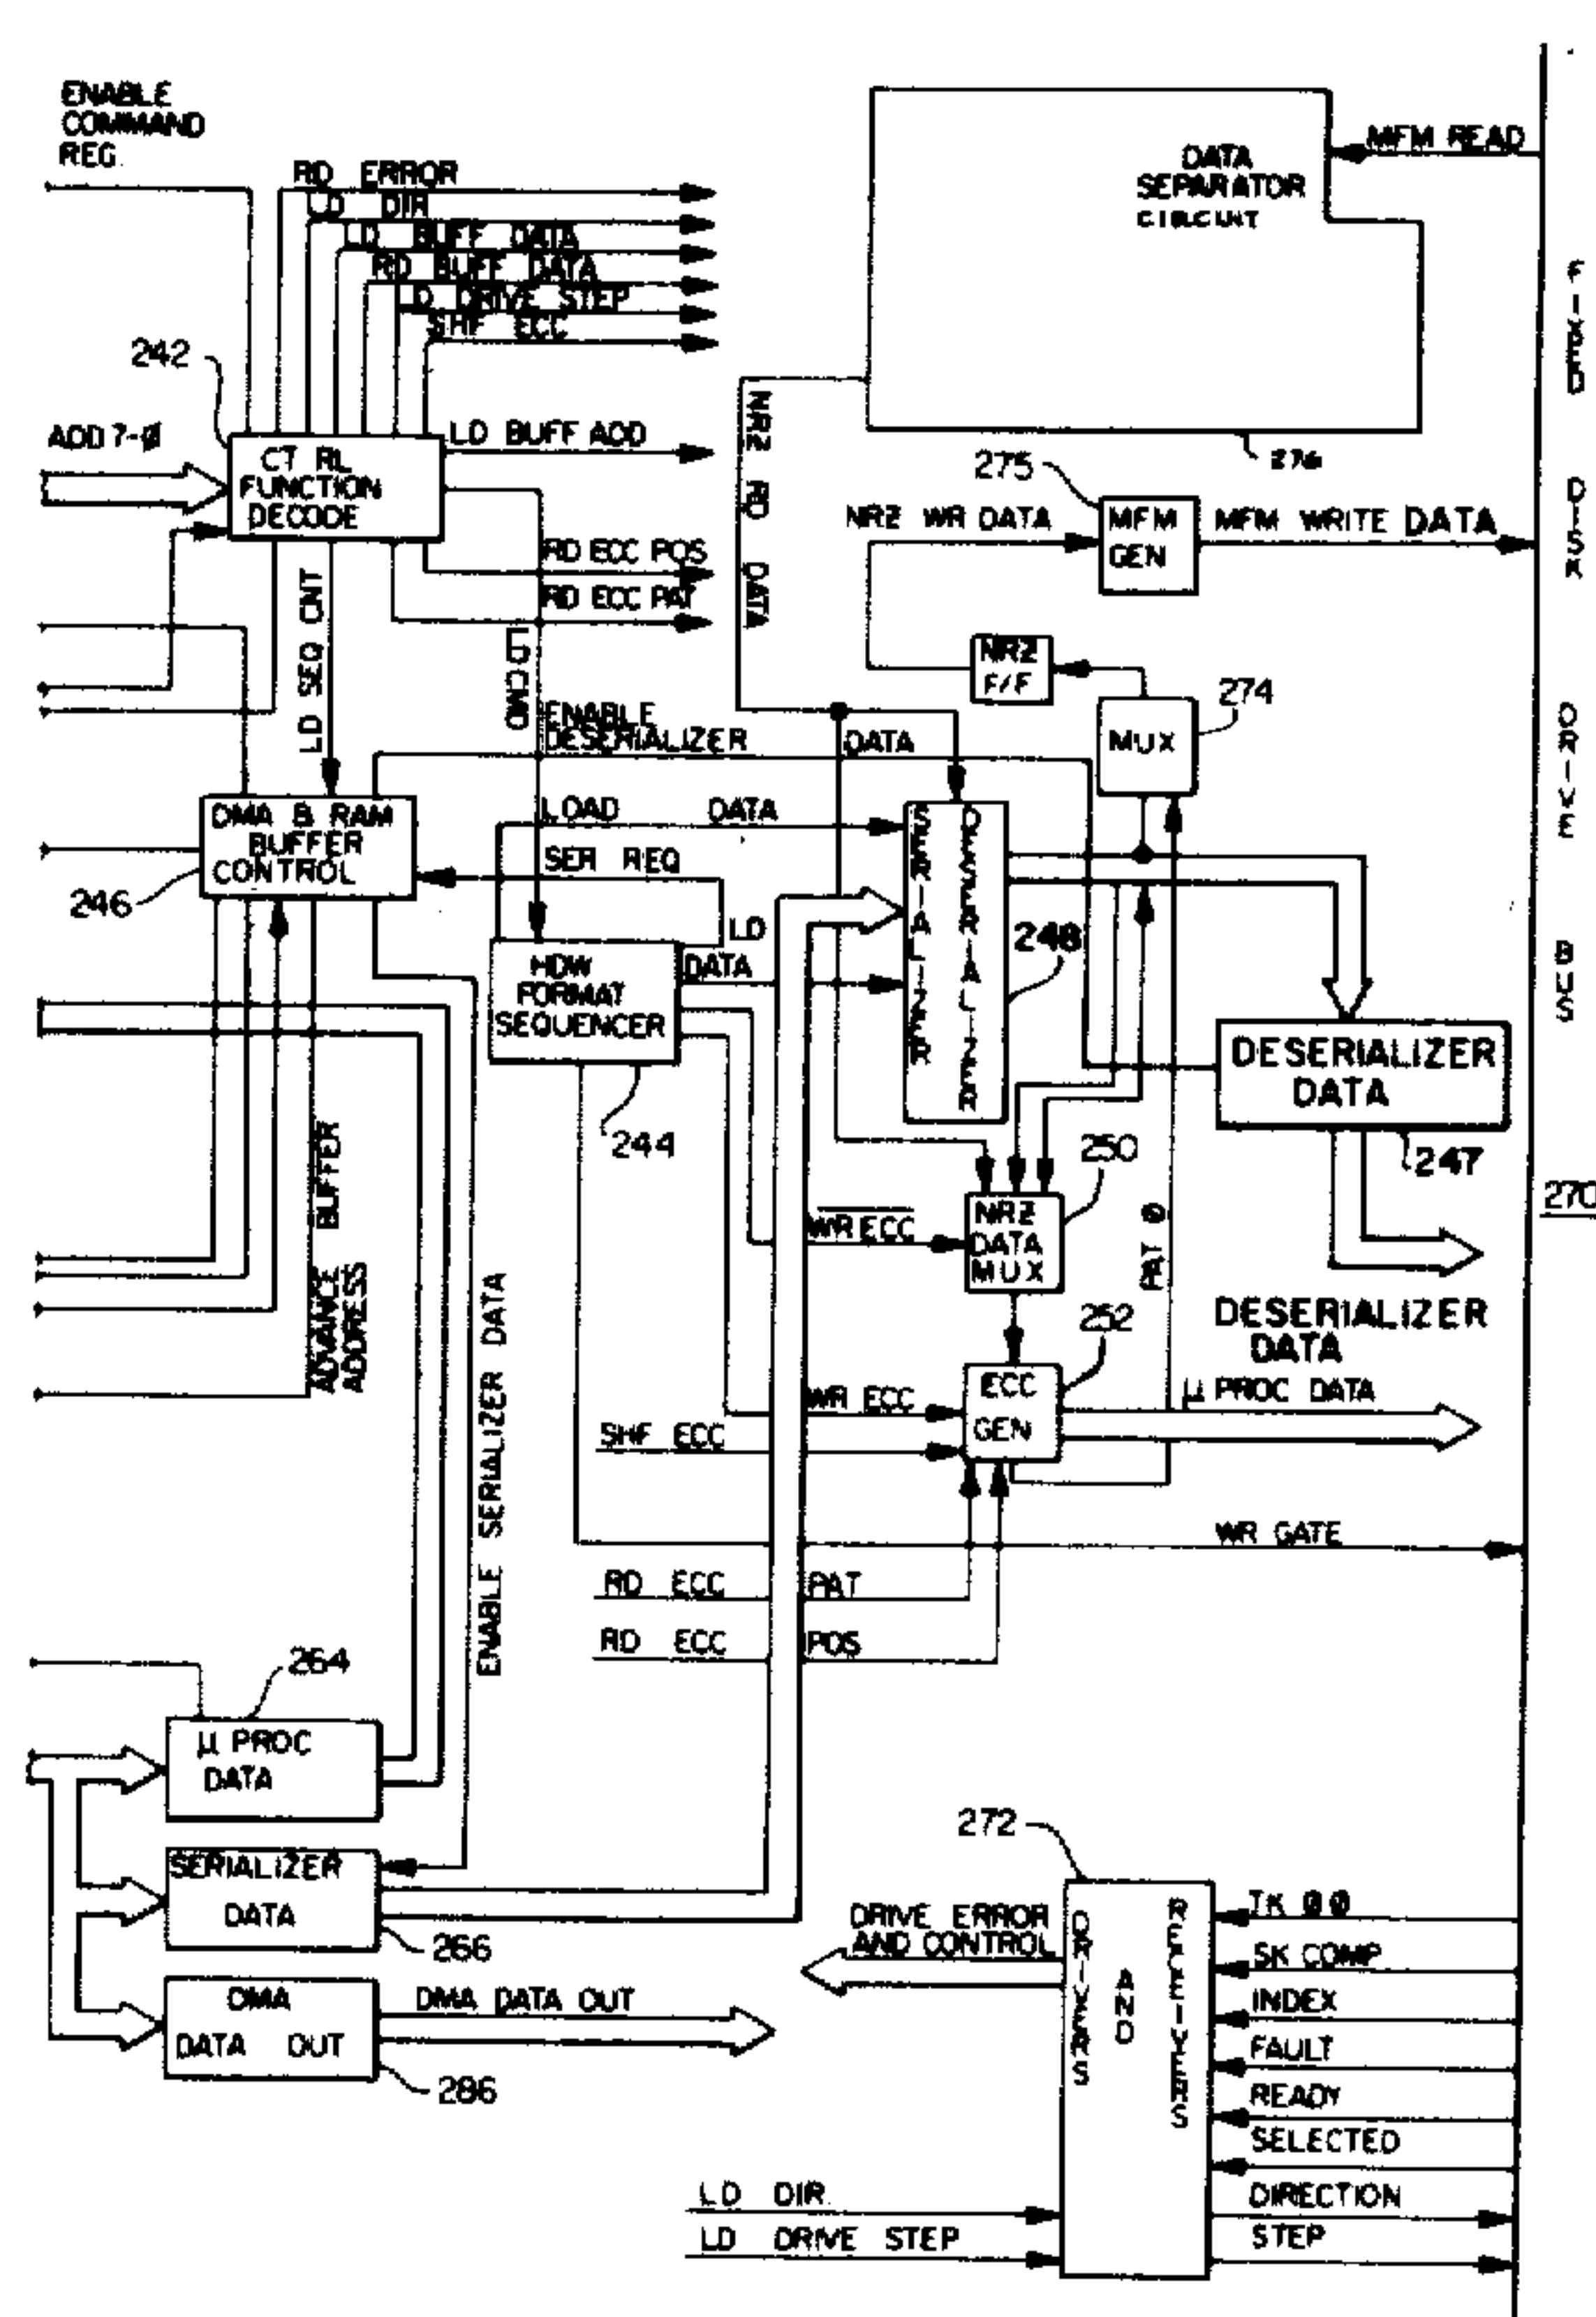 ENABLE
COMMAND
REG.
RD ERROR
LD DIR
LD BUFF DATA
RD BUFF DATA
LD DRIVE STEP
SHF ECC
242
ADD 7-0
CT RL
FUNCTION
DECODE
LD BUFF ADD
RD ECC POS
RD ECC PAT
LD SEQ CNT
LD CMD
NRZ RD DATA
DATA
SEPARATOR
CIRCUIT
276
MFM READ
FIXED DISK DRIVE BUS
270
275
NRZ WR DATA
MFM
GEN
MFM WRITE DATA
NRZ
F/F
274
MUX
ENABLE
DESERIALIZER DATA
DMA & RAM
BUFFER
CONTROL
246
LOAD DATA
SER REQ
LD
DATA
HDW
FORMAT
SEQUENCER
244
SERIALIZER
DESERIALIZER
248
DESERIALIZER
DATA
247
250
NRZ
DATA
MUX
WR ECC
PAT 0
252
ECC
GEN
WR ECC
SHF ECC
DESERIALIZER
DATA
μ PROC DATA
ADVANCE BUFFER
ADDRESS
ENABLE SERIALIZER DATA
WR GATE
RD ECC PAT
RD ECC POS
264
μ PROC
DATA
SERIALIZER
DATA
266
DMA
DATA OUT
286
DMA DATA OUT
272
DRIVE ERROR
AND CONTROL
DRIVERS
AND
RECEIVERS
TK 00
SK COMP
INDEX
FAULT
READY
SELECTED
DIRECTION
STEP
LD DIR
LD DRIVE STEP